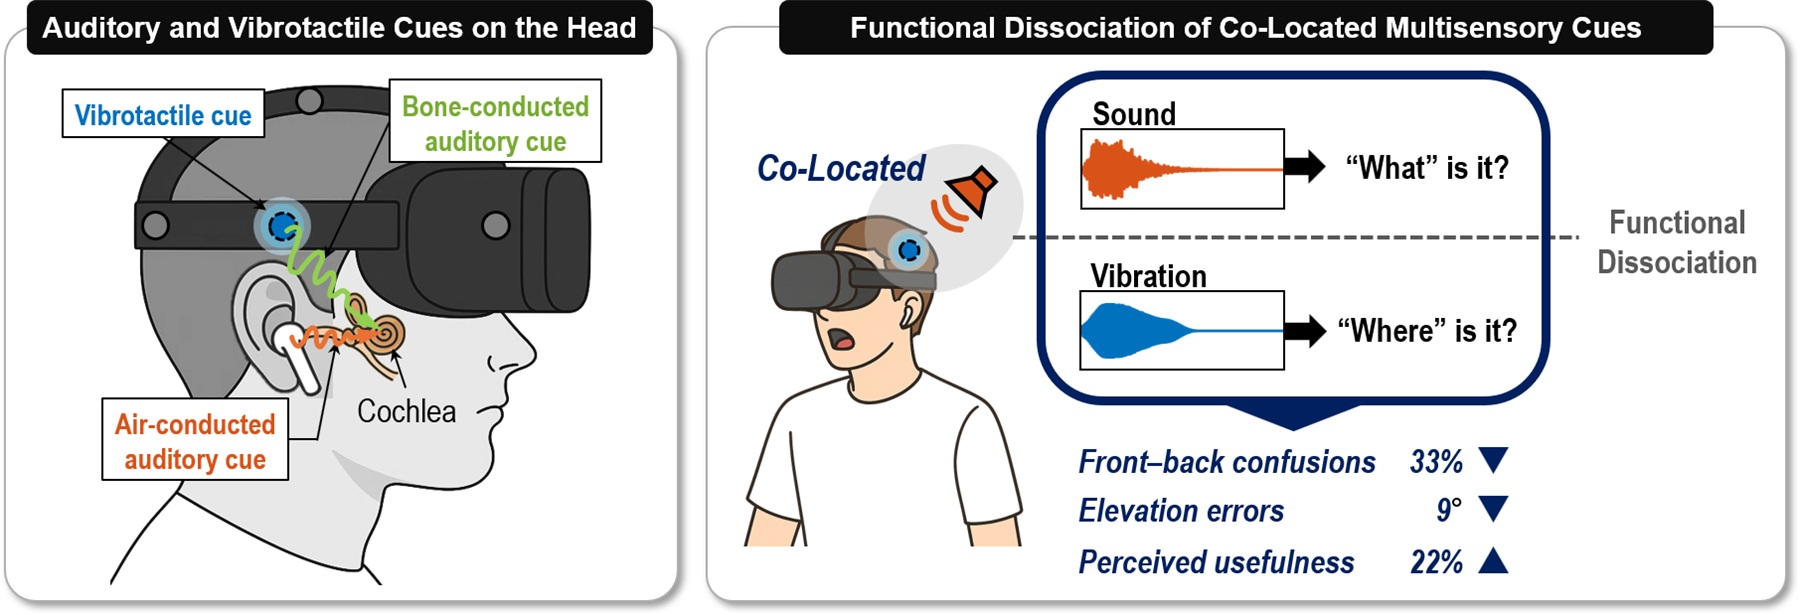 Auditory and Vibrotactile Cues on the Head
Vibrotactile cue
Bone-conducted
auditory cue
Air-conducted
auditory cue
Cochlea
Functional Dissociation of Co-Located Multisensory Cues
Co-Located
Sound
“What” is it?
Vibration
“Where” is it?
Functional
Dissociation
Front–back confusions 33% ▼
Elevation errors 9° ▼
Perceived usefulness 22% ▲